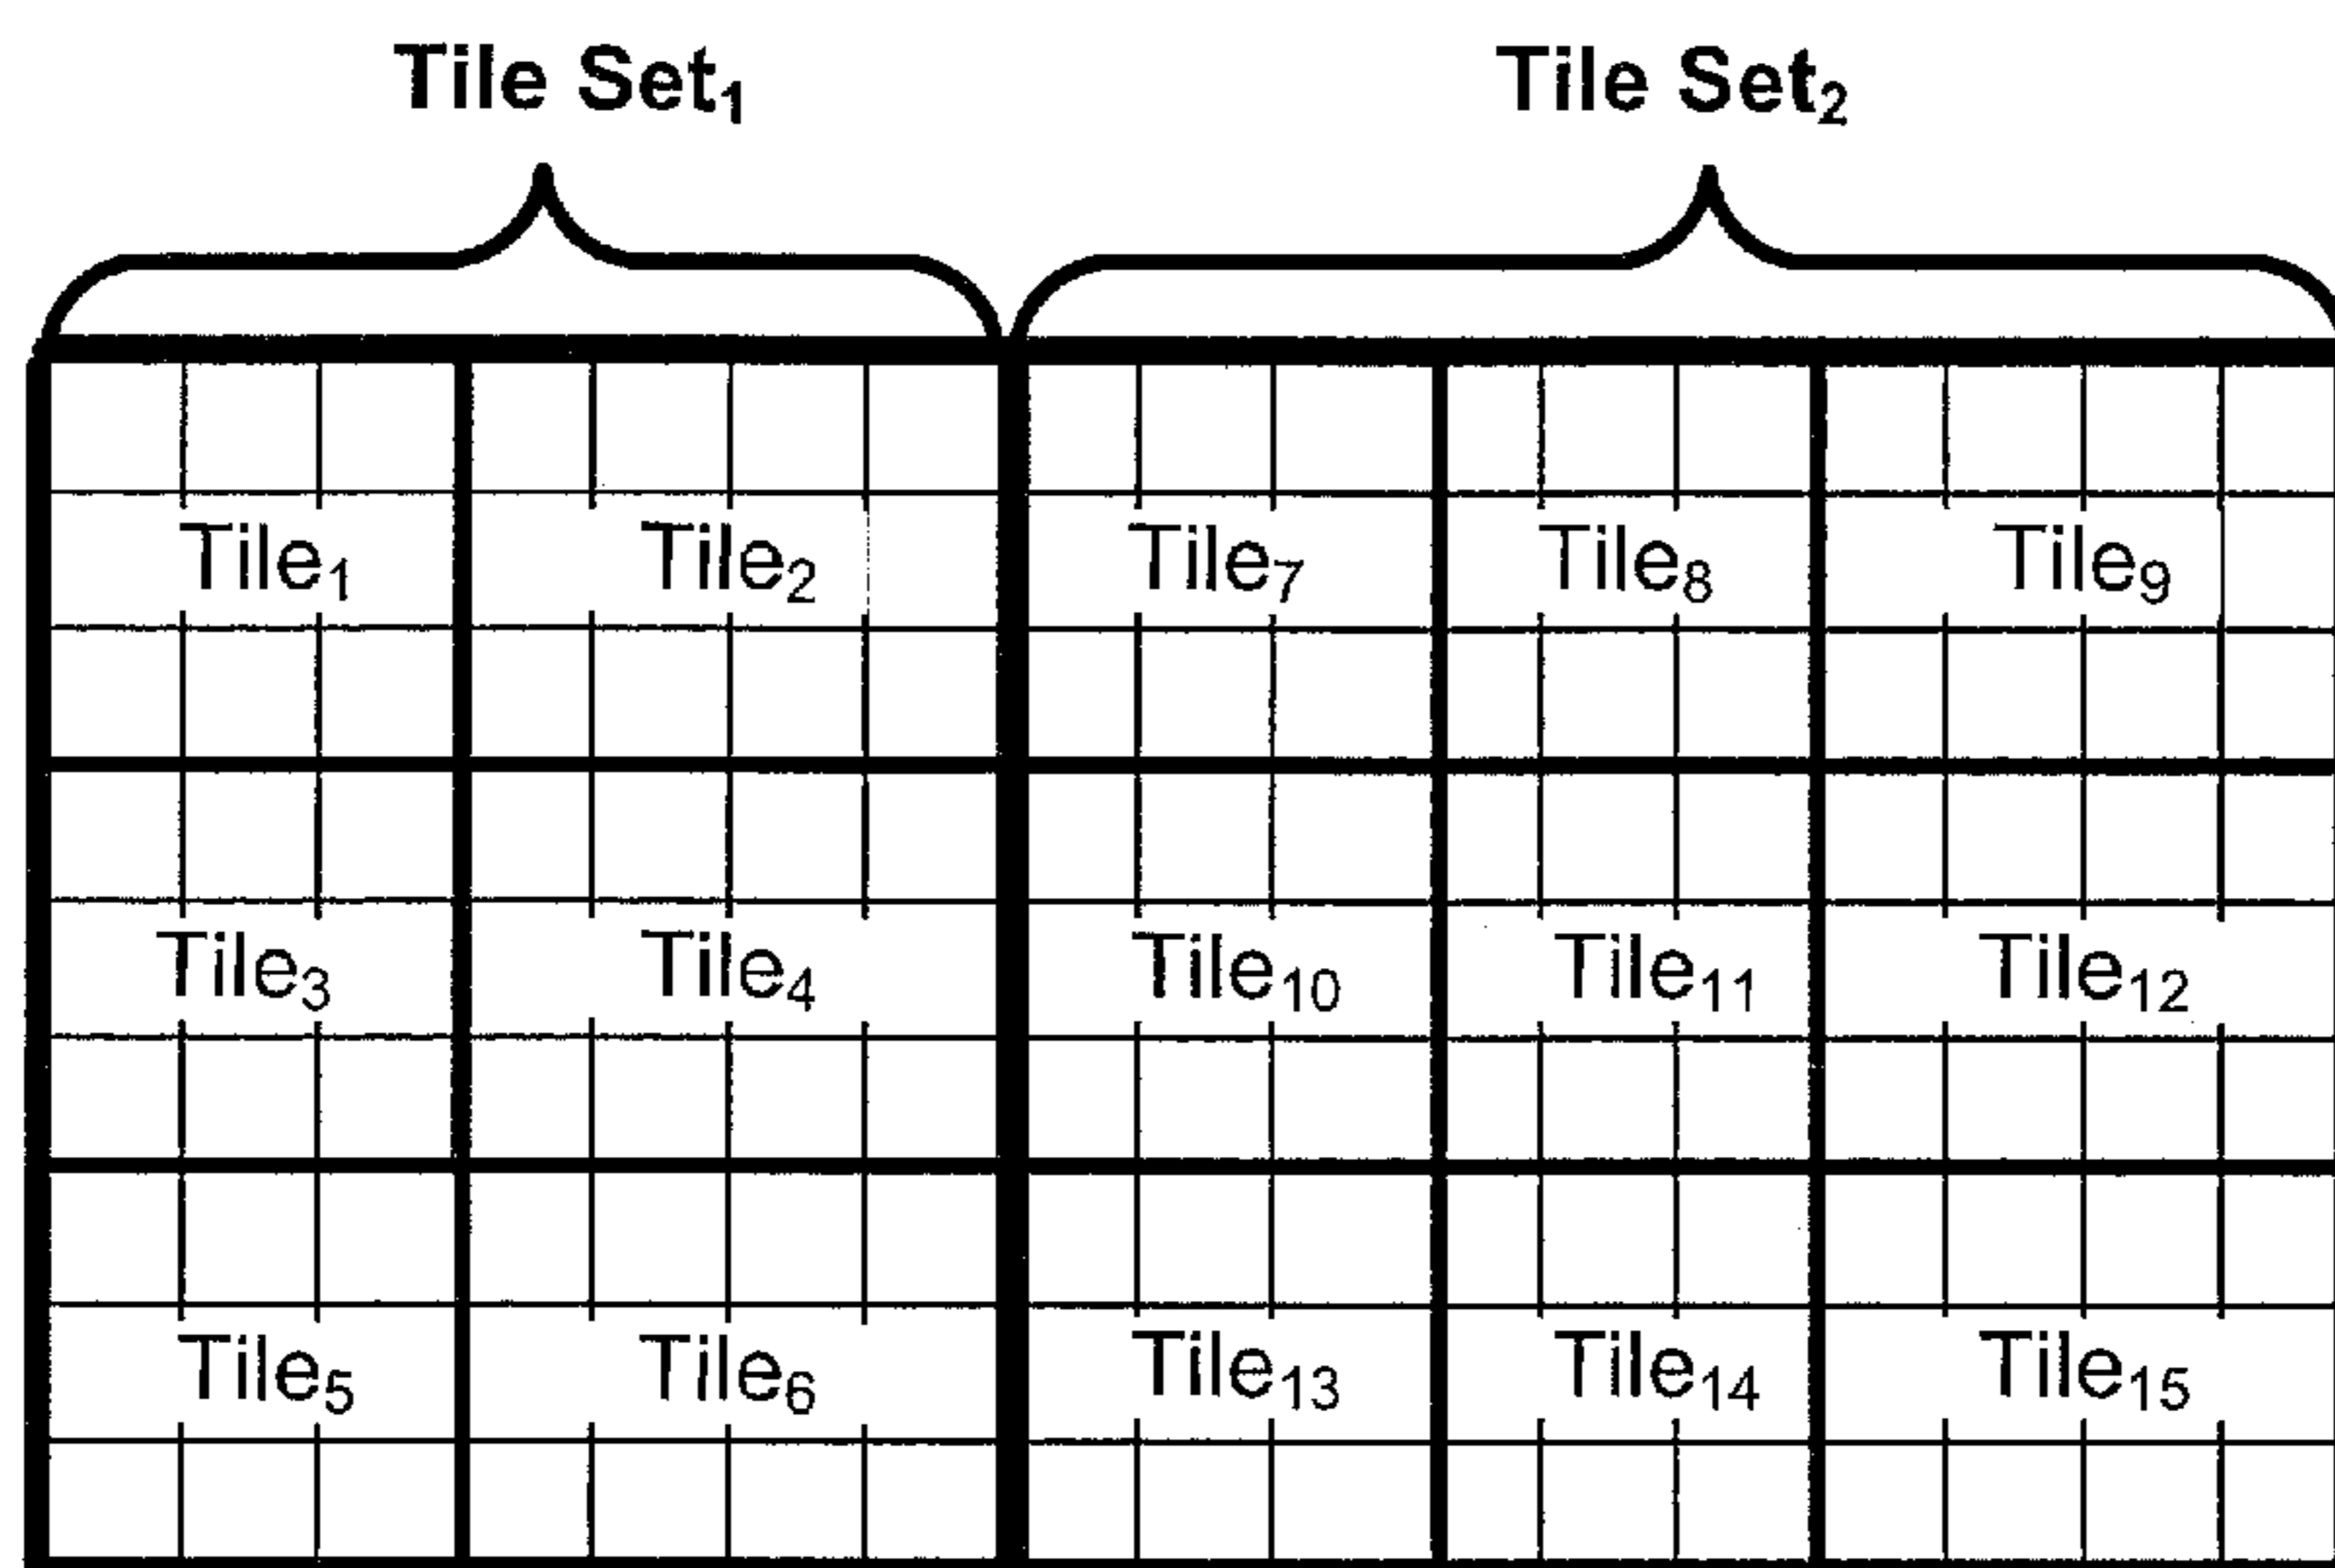 Tile Set₁ Tile Set₂
Tile₁ Tile₂ Tile₇ Tile₈ Tile₉
Tile₃ Tile₄ Tile₁₀ Tile₁₁ Tile₁₂
Tile₅ Tile₆ Tile₁₃ Tile₁₄ Tile₁₅